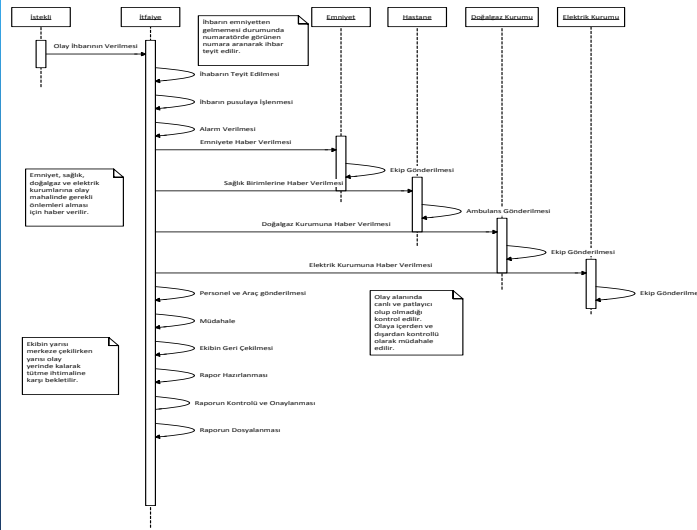 İstekli
İtfaiye
Emniyet
Hastane
Doğalgaz Kurumu
Elektrik Kurumu
İhbarın emniyetten
gelmemesi durumunda
numaratörde görünen
numara aranarak ihbar
teyit edilir.
Olay İhbarının Verilmesi
İhabarın Teyit Edilmesi
İhbarın pusulaya İşlenmesi
Alarm Verilmesi
Emniyete Haber Verilmesi
Ekip Gönderilmesi
Emniyet, sağlık,
doğalgaz ve elektrik
kurumlarına olay
mahalinde gerekli
önlemleri alması
için haber verilir.
Sağlık Birimlerine Haber Verilmesi
Ambulans Gönderilmesi
Doğalgaz Kurumuna Haber Verilmesi
Ekip Gönderilmesi
Elektrik Kurumuna Haber Verilmesi
Personel ve Araç gönderilmesi
Ekip Gönderilme
Olay alanında
canlı ve patlayıcı
olup olmadığı
kontrol edilir.
Olaya içerden ve
dışardan kontrollü
olarak müdahale
edilir.
Müdahale
Ekibin yarısı
merkeze çekilirken
yarısı olay
yerinde kalarak
tütme ihtimaline
karşı bekletilir.
Ekibin Geri Çekilmesi
Rapor Hazırlanması
Raporun Kontrolü ve Onaylanması
Raporun Dosyalanması